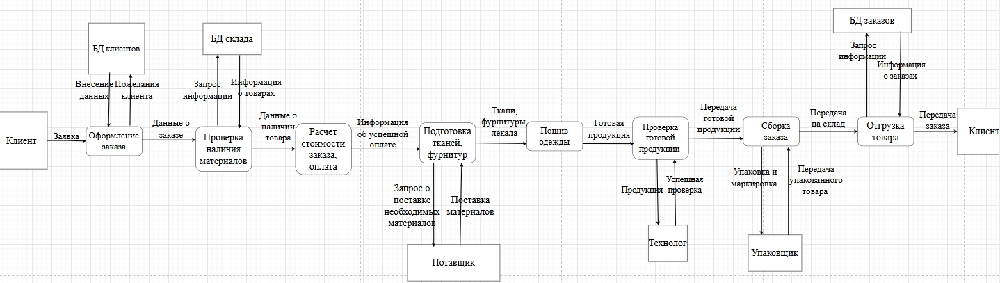 БД клиентов
Внесение
данных
Пожелания
клиента
БД склада
Запрос
информации
Информация
о товарах
БД заказов
Запрос
информации
Информация
о заказах
Клиент
Заявка
Оформление
заказа
Данные о
заказе
Проверка
наличия
материалов
Данные о
наличии
товара
Расчет
стоимости
заказа,
оплата
Информация
об успешной
оплате
Подготовка
тканей,
фурнитур
Ткани,
фурнитуры,
лекала
Пошив
одежды
Готовая
продукция
Проверка
готовой
продукции
Передача
готовой
продукции
Сборка
заказа
Передача
на склад
Отгрузка
товара
Передача
заказа
Клиент
Запрос о
поставке
необходимых
материалов
Поставка
материалов
Потавщик
Продукция
Успешная
проверка
Технолог
Упаковка и
маркировка
Передача
упакованного
товара
Упаковщик